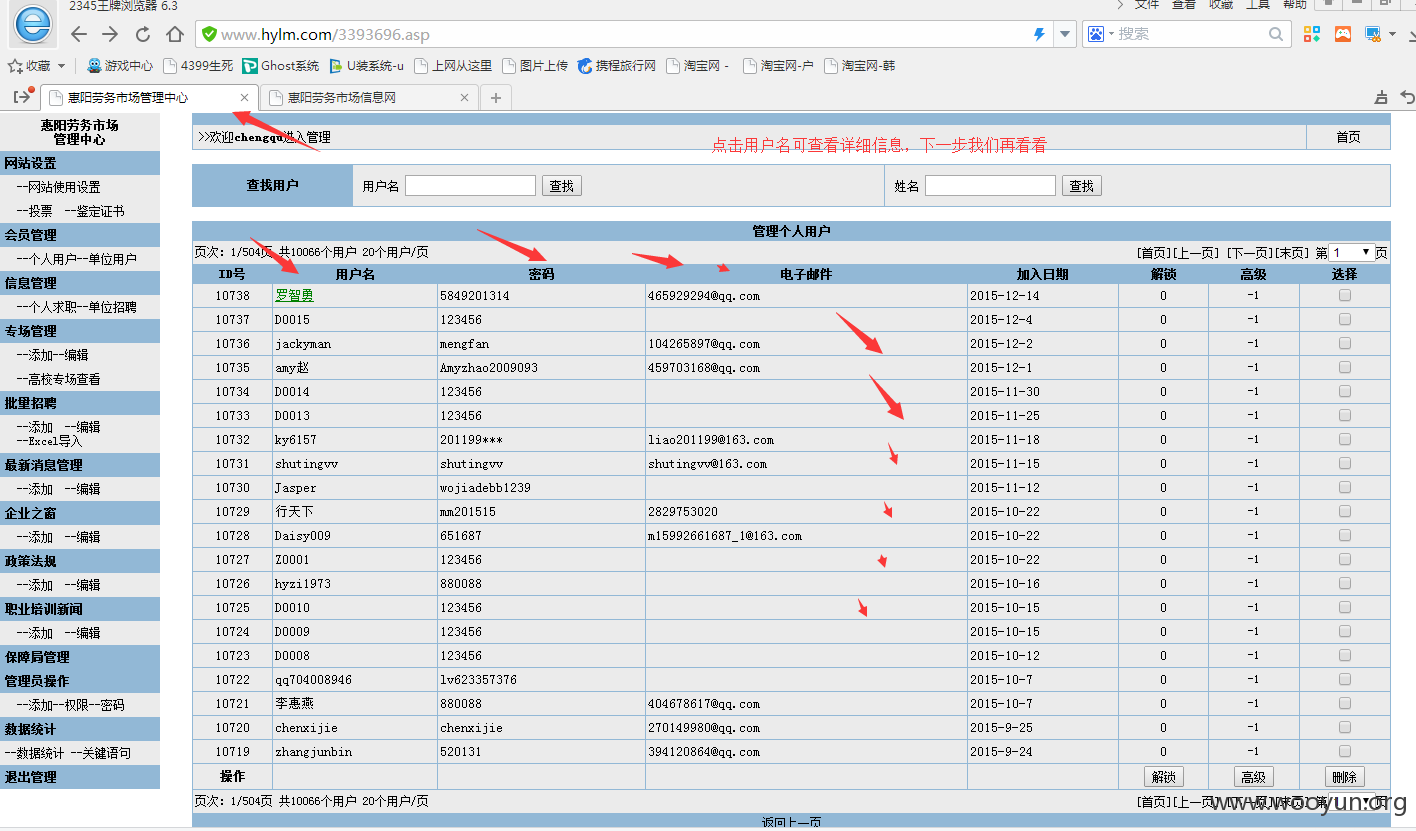 2345王牌浏览器 6.3
文件 查看 收藏 工具 帮助
www.hylm.com/3393696.asp
搜索
收藏 游戏中心 4399生死 Ghost系统 U装系统-u 上网从这里 图片上传 携程旅行网 淘宝网 - 淘宝网-户 淘宝网-韩
惠阳劳务市场管理中心 惠阳劳务市场信息网
惠阳劳务市场
管理中心
网站设置
--网站使用设置
--投票 --鉴定证书
会员管理
--个人用户--单位用户
信息管理
--个人求职--单位招聘
专场管理
--添加--编辑
--高校专场查看
批量招聘
--添加 --编辑
--Excel导入
最新消息管理
--添加 --编辑
企业之窗
--添加 --编辑
政策法规
--添加 --编辑
职业培训新闻
--添加 --编辑
保障局管理
管理员操作
--添加--权限--密码
数据统计
--数据统计 --关键语句
退出管理
>>欢迎chengqu进入管理 首页
点击用户名可查看详细信息，下一步我们再看看
查找用户 用户名 查找 姓名 查找
管理个人用户
页次: 1/504页 共10066个用户 20个用户/页 [首页][上一页] [下一页][末页] 第 1 页
ID号 用户名 密码 电子邮件 加入日期 解锁 高级 选择
10738 罗智勇 5849201314 465929294@qq.com 2015-12-14 0 -1
10737 D0015 123456 2015-12-4 0 -1
10736 jackyman mengfan 104265897@qq.com 2015-12-2 0 -1
10735 amy赵 Amyzhao2009093 459703168@qq.com 2015-12-1 0 -1
10734 D0014 123456 2015-11-30 0 -1
10733 D0013 123456 2015-11-25 0 -1
10732 ky6157 201199*** liao201199@163.com 2015-11-18 0 -1
10731 shutingvv shutingvv shutingvv@163.com 2015-11-15 0 -1
10730 Jasper wojiadebb1239 2015-11-12 0 -1
10729 行天下 mm201515 2829753020 2015-10-22 0 -1
10728 Daisy009 651687 m15992661687_1@163.com 2015-10-22 0 -1
10727 Z0001 123456 2015-10-22 0 -1
10726 hyzi1973 880088 2015-10-16 0 -1
10725 D0010 123456 2015-10-15 0 -1
10724 D0009 123456 2015-10-15 0 -1
10723 D0008 123456 2015-10-12 0 -1
10722 qq704008946 lv623357376 2015-10-7 0 -1
10721 李惠燕 880088 404678617@qq.com 2015-10-7 0 -1
10720 chenxijie chenxijie 270149980@qq.com 2015-9-25 0 -1
10719 zhangjunbin 520131 394120864@qq.com 2015-9-24 0 -1
操作 解锁 高级 删除
页次: 1/504页 共10066个用户 20个用户/页 [首页][上一页] [下一页][末页] 第 1 页
www.wooyun.org
返回上一页